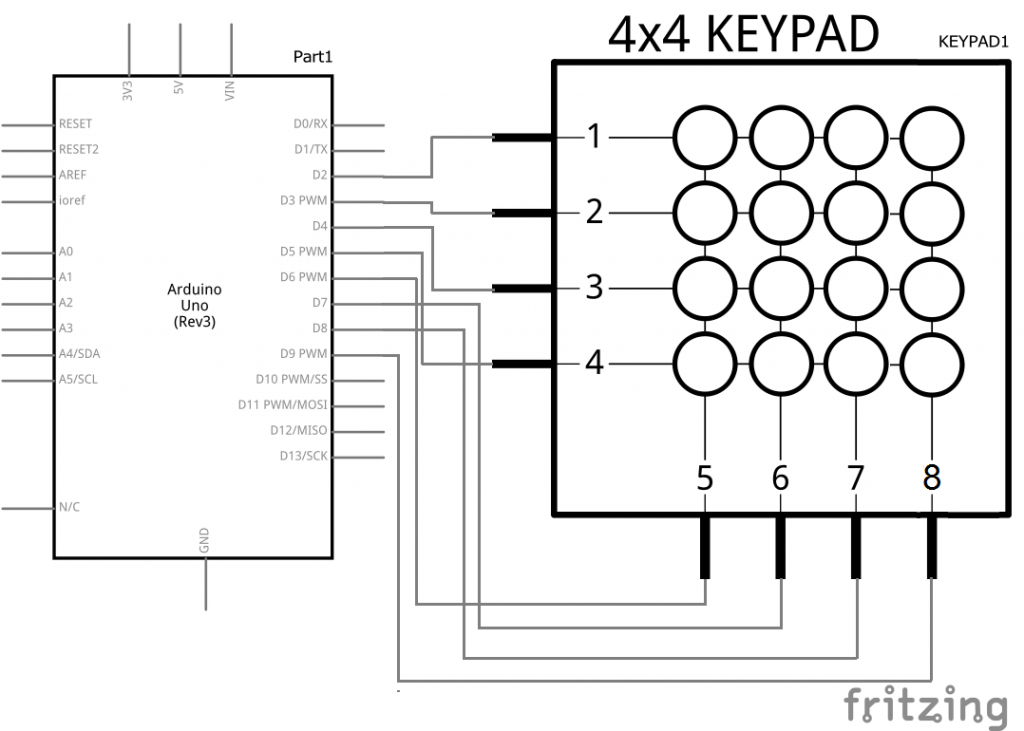 4x4 KEYPAD
KEYPAD1
Part1
3V3
5V
VIN
RESET
RESET2
AREF
ioref
A0
A1
A2
A3
A4/SDA
A5/SCL
N/C
GND
Arduino
Uno
(Rev3)
D0/RX
D1/TX
D2
D3 PWM
D4
D5 PWM
D6 PWM
D7
D8
D9 PWM
D10 PWM/SS
D11 PWM/MOSI
D12/MISO
D13/SCK
1
2
3
4
5 6 7 8
fritzing